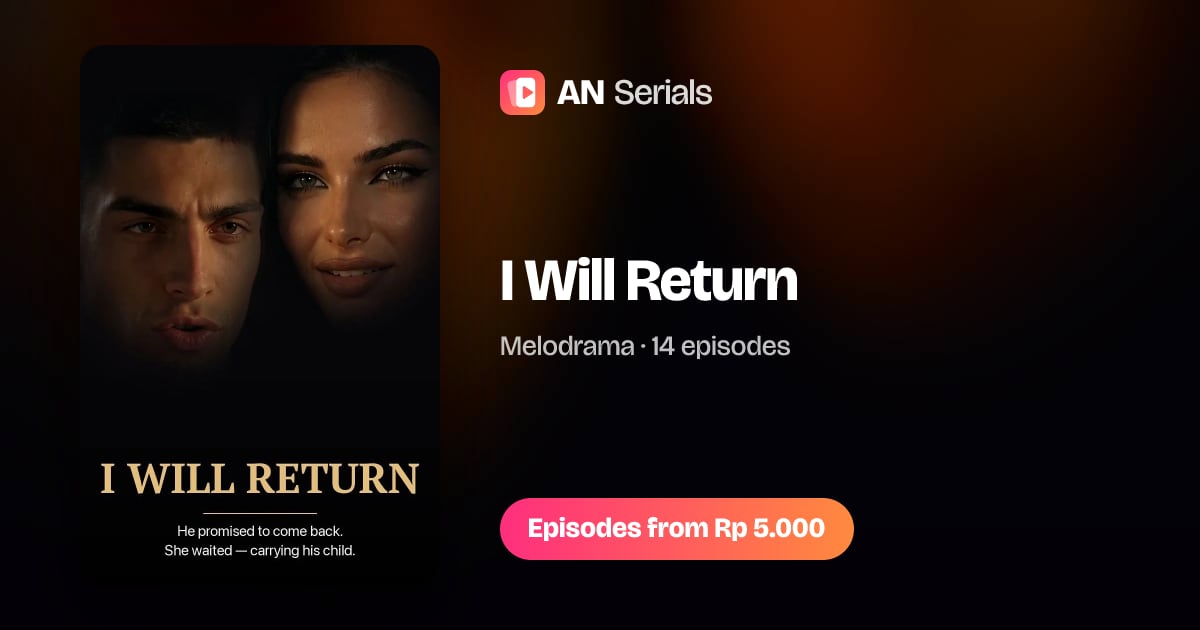 I WILL RETURN
He promised to come back.
She waited — carrying his child.
AN Serials
I Will Return
Melodrama · 14 episodes
Episodes from Rp 5.000